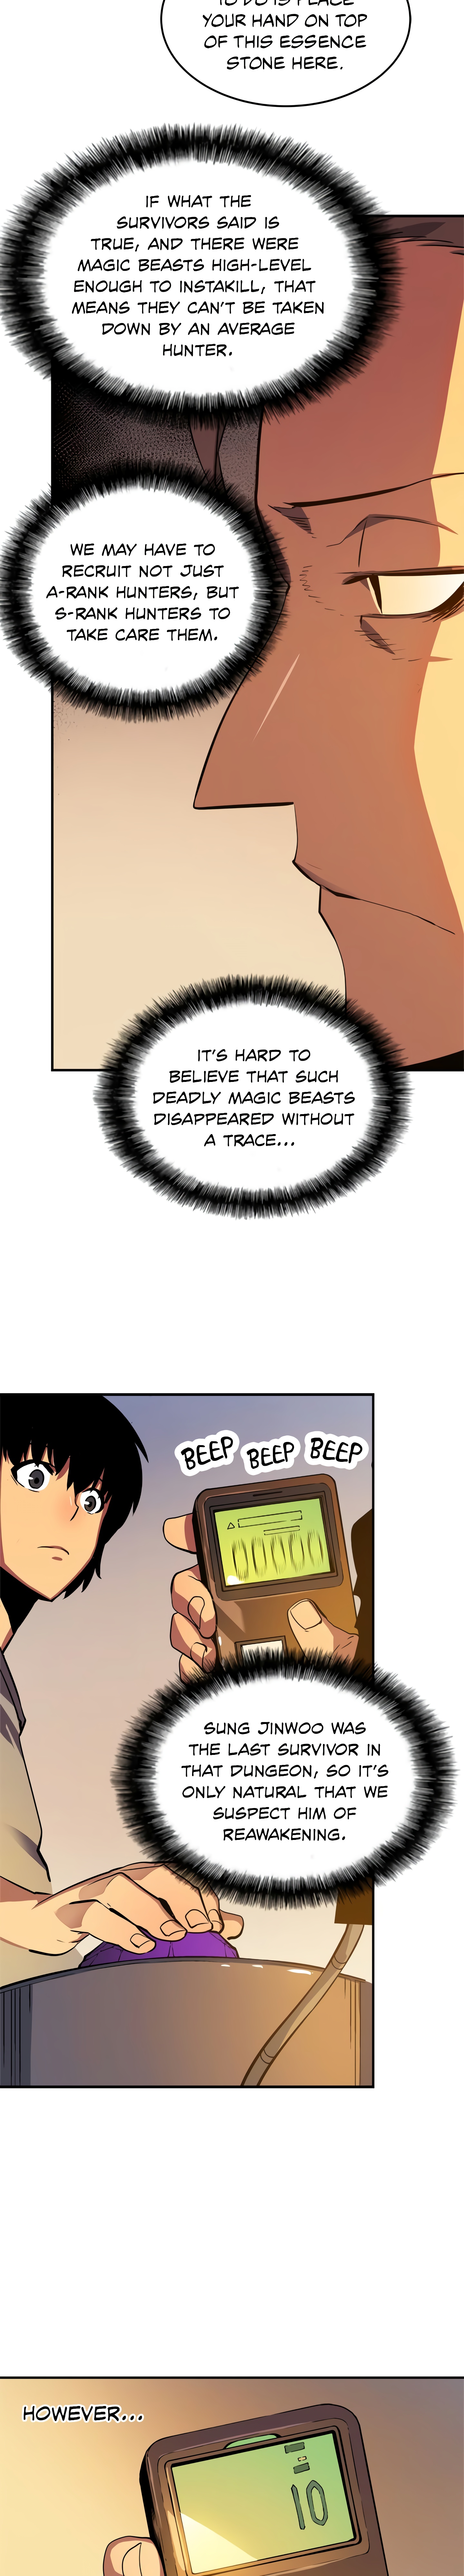 TO DO IS PLACE
YOUR HAND ON TOP
OF THIS ESSENCE
STONE HERE.
IF WHAT THE
SURVIVORS SAID IS
TRUE, AND THERE WERE
MAGIC BEASTS HIGH-LEVEL
ENOUGH TO INSTAKILL, THAT
MEANS THEY CAN'T BE TAKEN
DOWN BY AN AVERAGE
HUNTER.
WE MAY HAVE TO
RECRUIT NOT JUST
A-RANK HUNTERS, BUT
S-RANK HUNTERS TO
TAKE CARE THEM.
IT'S HARD TO
BELIEVE THAT SUCH
DEADLY MAGIC BEASTS
DISAPPEARED WITHOUT
A TRACE...
BEEP BEEP BEEP
SUNG JINWOO WAS
THE LAST SURVIVOR IN
THAT DUNGEON, SO IT'S
ONLY NATURAL THAT WE
SUSPECT HIM OF
REAWAKENING.
HOWEVER...
10